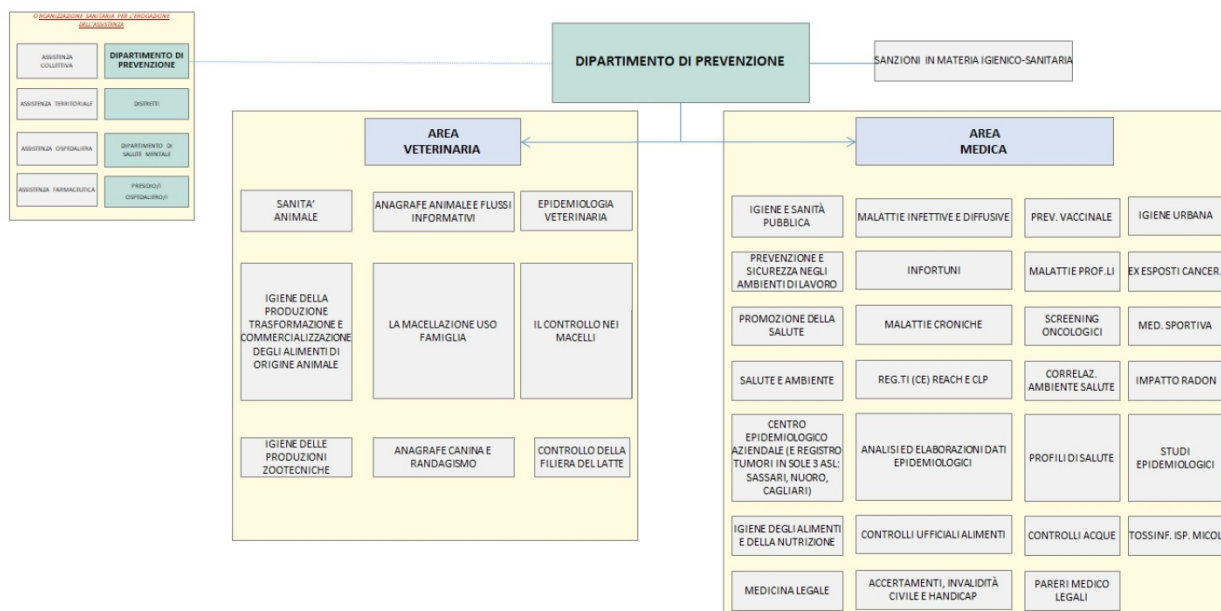 ORGANIZZAZIONE SANITARIA PER L'EROGAZIONE
DELL'ASSISTENZA
ASSISTENZA
COLLETTIVA
DIPARTIMENTO DI
PREVENZIONE
ASSISTENZA TERRITORIALE
DISTRETTI
ASSISTENZA OSPEDALIERA
DIPARTIMENTO DI
SALUTE MENTALE
ASSISTENZA FARMACEUTICA
PRESIDIO/I
OSPEDALIERO/I
DIPARTIMENTO DI PREVENZIONE
SANZIONI IN MATERIA IGIENICO-SANITARIA
AREA
VETERINARIA
SANITA'
ANIMALE
ANAGRAFE ANIMALE E FLUSSI
INFORMATIVI
EPIDEMIOLOGIA
VETERINARIA
IGIENE DELLA
PRODUZIONE
TRASFORMAZIONE E
COMMERCIALIZZAZIONE
DEGLI ALIMENTI DI
ORIGINE ANIMALE
LA MACELLAZIONE USO
FAMIGLIA
IL CONTROLLO NEI
MACELLI
IGIENE DELLE
PRODUZIONI
ZOOTECNICHE
ANAGRAFE CANINA E
RANDAGISMO
CONTROLLO DELLA
FILIERA DEL LATTE
AREA
MEDICA
IGIENE E SANITÀ
PUBBLICA
MALATTIE INFETTIVE E DIFFUSIVE
PREV. VACCINALE
IGIENE URBANA
PREVENZIONE E
SICUREZZA NEGLI
AMBIENTI DI LAVORO
INFORTUNI
MALATTIE PROF.LI
EX ESPOSTI CANCER.
PROMOZIONE DELLA
SALUTE
MALATTIE CRONICHE
SCREENING
ONCOLOGICI
MED. SPORTIVA
SALUTE E AMBIENTE
REG.TI (CE) REACH E CLP
CORRELAZ.
AMBIENTE SALUTE
IMPATTO RADON
CENTRO
EPIDEMIOLOGICO
AZIENDALE (E REGISTRO
TUMORI IN SOLE 3 ASL:
SASSARI, NUORO,
CAGLIARI)
ANALISI ED ELABORAZIONI DATI
EPIDEMIOLOGICI
PROFILI DI SALUTE
STUDI
EPIDEMIOLOGICI
IGIENE DEGLI ALIMENTI
E DELLA NUTRIZIONE
CONTROLLI UFFICIALI ALIMENTI
CONTROLLI ACQUE
TOSSINF. ISP. MICOL
MEDICINA LEGALE
ACCERTAMENTI, INVALIDITÀ
CIVILE E HANDICAP
PARERI MEDICO
LEGALI